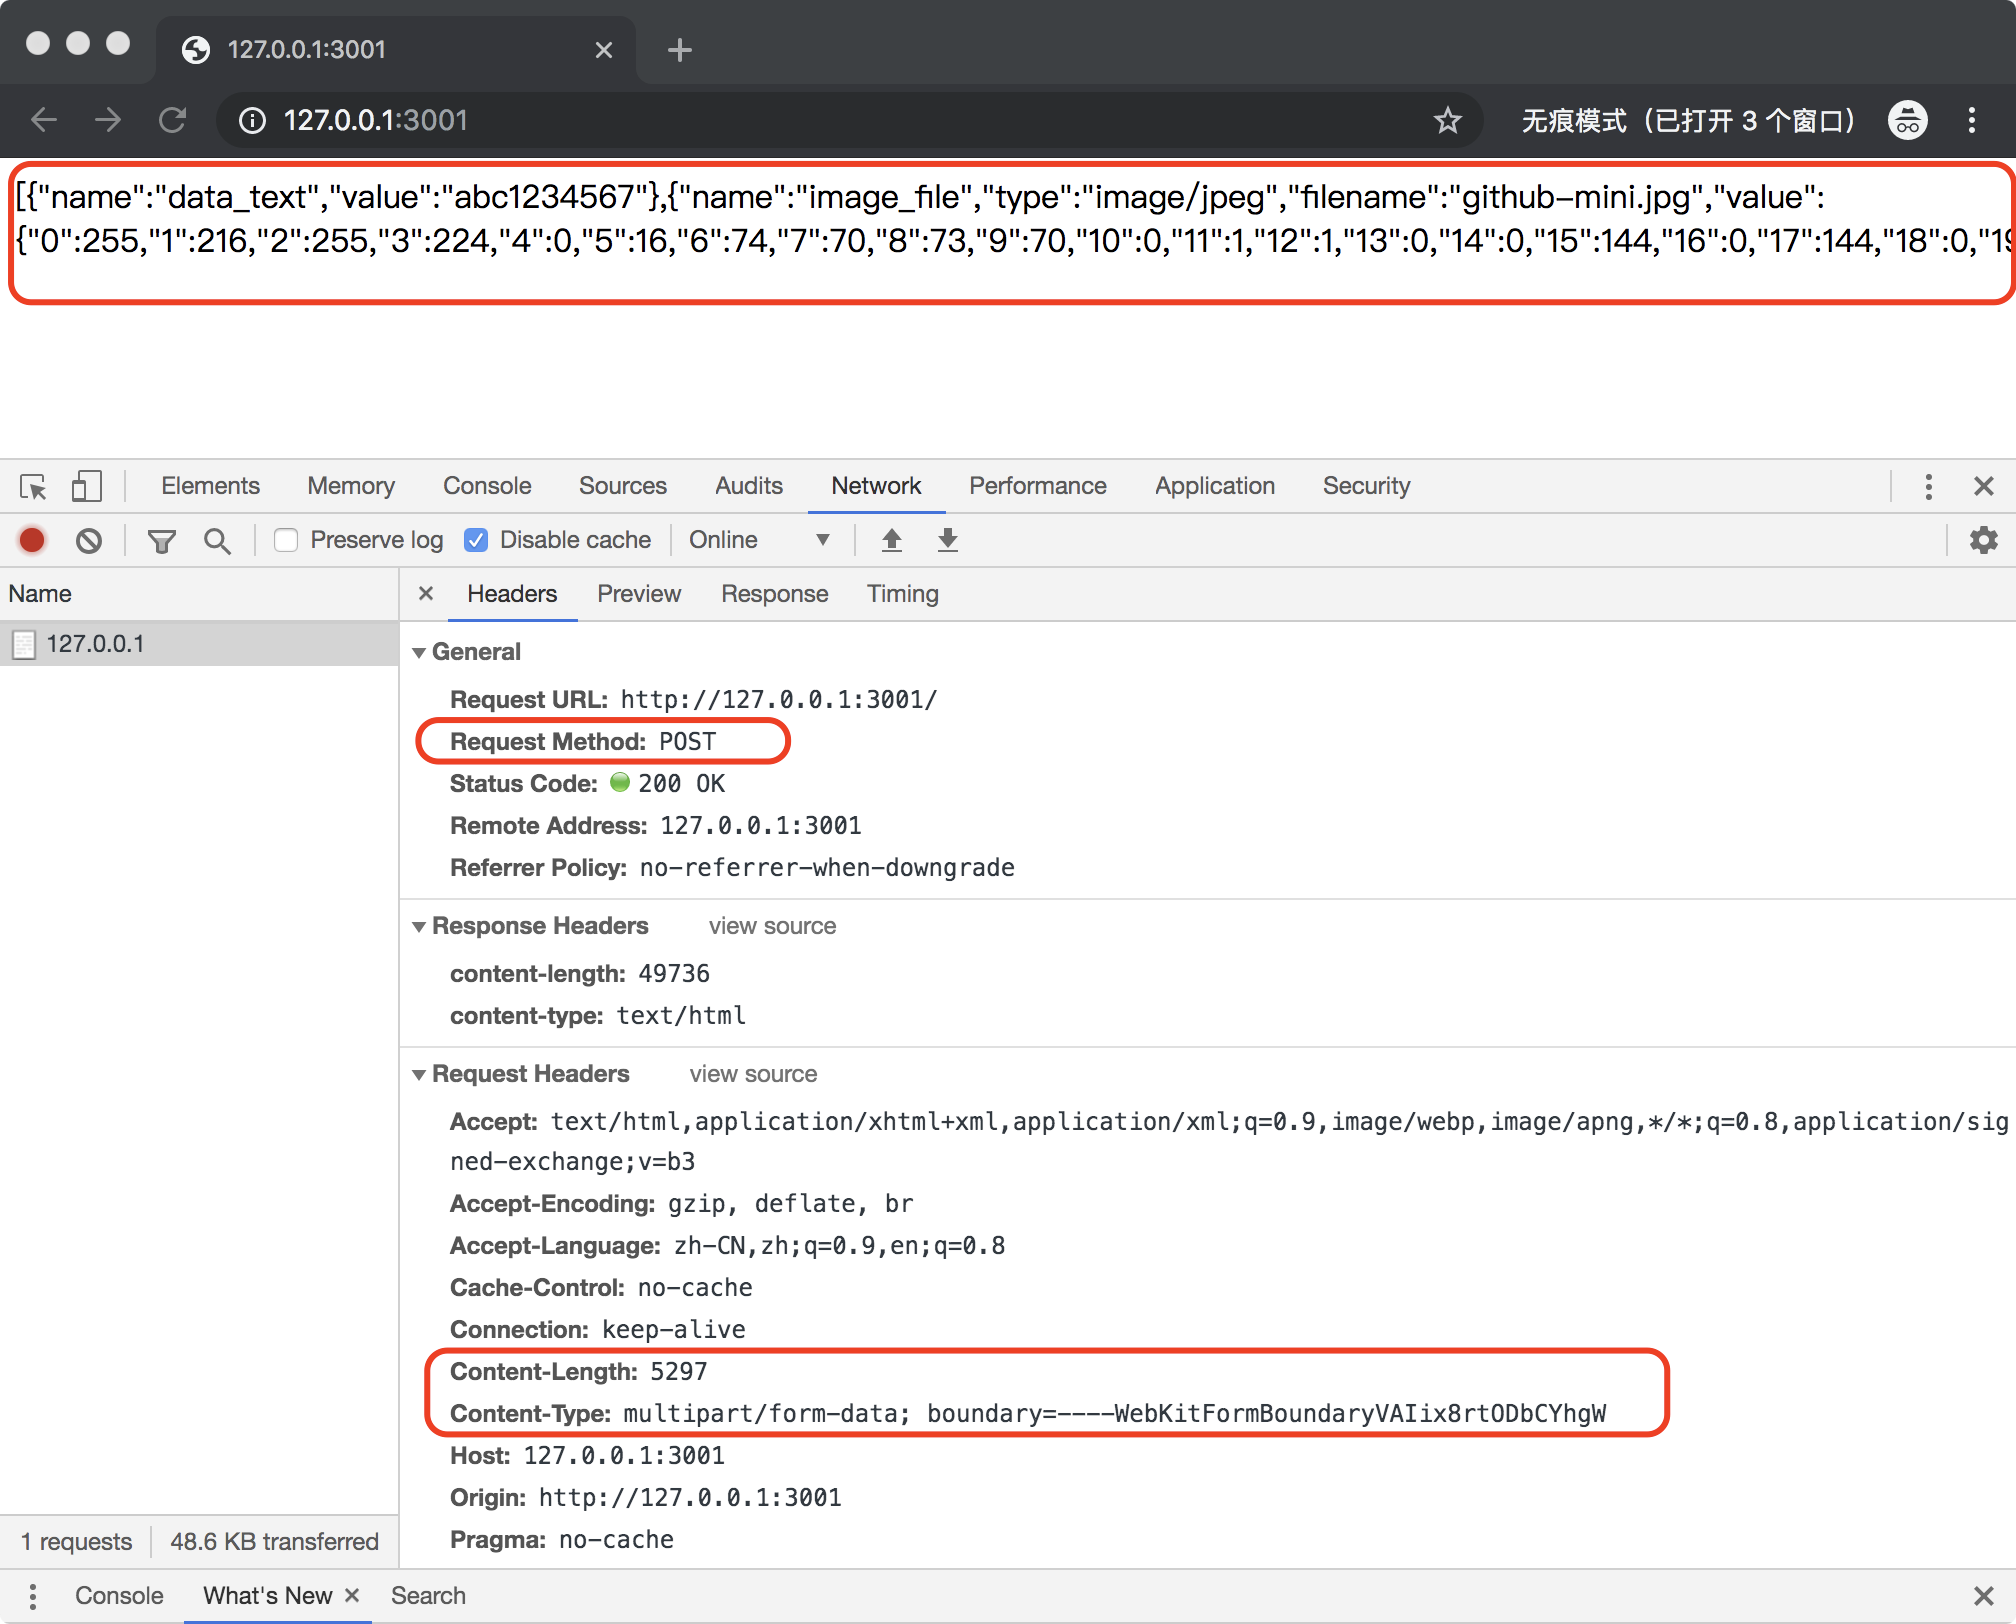 127.0.0.1:3001
127.0.0.1:3001
无痕模式（已打开 3 个窗口）
[{"name":"data_text","value":"abc1234567"},{"name":"image_file","type":"image/jpeg","filename":"github-mini.jpg","value":
{"0":255,"1":216,"2":255,"3":224,"4":0,"5":16,"6":74,"7":70,"8":73,"9":70,"10":0,"11":1,"12":1,"13":0,"14":0,"15":144,"16":0,"17":144,"18":0,"19
Elements Memory Console Sources Audits Network Performance Application Security
Preserve log Disable cache Online
Name
Headers Preview Response Timing
127.0.0.1
General
Request URL: http://127.0.0.1:3001/
Request Method: POST
Status Code: 200 OK
Remote Address: 127.0.0.1:3001
Referrer Policy: no-referrer-when-downgrade
Response Headers view source
content-length: 49736
content-type: text/html
Request Headers view source
Accept: text/html,application/xhtml+xml,application/xml;q=0.9,image/webp,image/apng,*/*;q=0.8,application/sig
ned-exchange;v=b3
Accept-Encoding: gzip, deflate, br
Accept-Language: zh-CN,zh;q=0.9,en;q=0.8
Cache-Control: no-cache
Connection: keep-alive
Content-Length: 5297
Content-Type: multipart/form-data; boundary=----WebKitFormBoundaryVAIix8rtODbCYhgW
Host: 127.0.0.1:3001
Origin: http://127.0.0.1:3001
Pragma: no-cache
1 requests 48.6 KB transferred
Console What's New Search